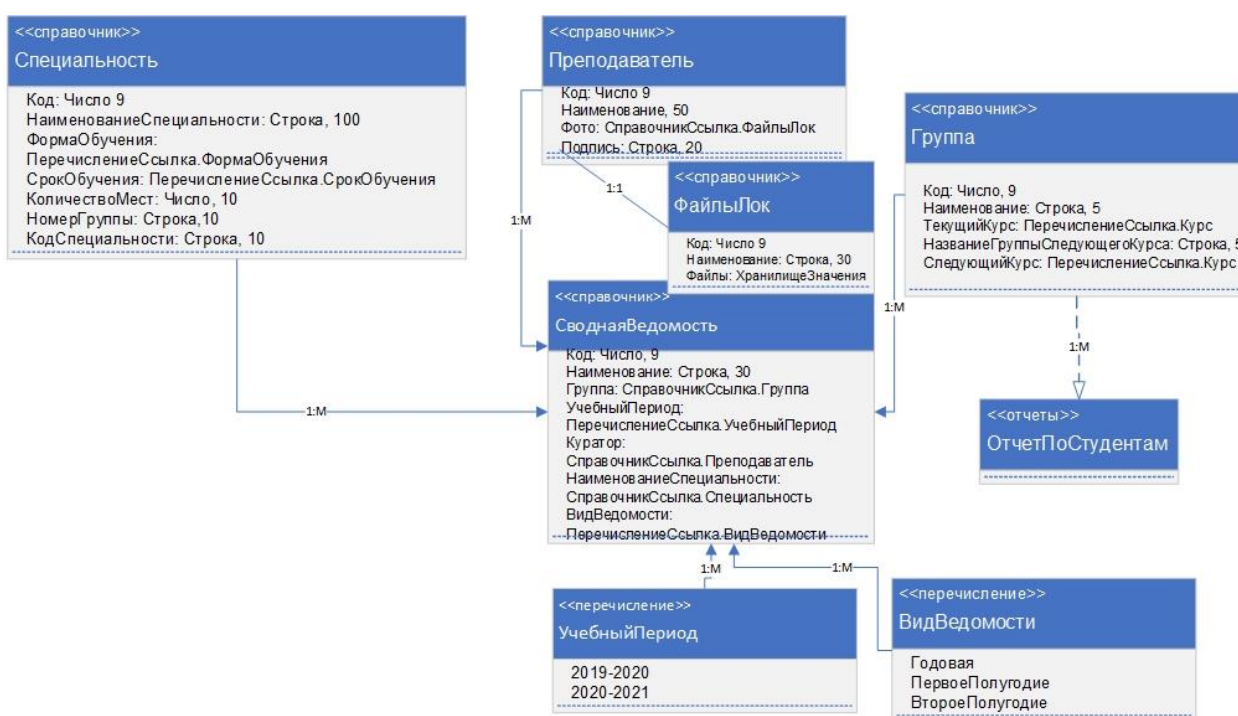 <<справочник>>
Специальность
Код: Число 9
НаименованиеСпециальности: Строка, 100
ФормаОбучения:
ПеречислениеСсылка.ФормаОбучения
СрокОбучения: ПеречислениеСсылка.СрокОбучения
КоличествоМест: Число, 10
НомерГруппы: Строка,10
КодСпециальности: Строка, 10
<<справочник>>
Преподаватель
Код: Число 9
Наименование, 50
Фото: СправочникСсылка.ФайлыЛок
Подпись: Строка, 20
<<справочник>>
ФайлыЛок
Код: Число 9
Наименование: Строка, 30
Файлы: ХранилищеЗначения
<<справочник>>
Группа
Код: Число, 9
Наименование: Строка, 5
ТекущийКурс: ПеречислениеСсылка.Курс
НазваниеГруппыСледующегоКурса: Строка, 5
СледующийКурс: ПеречислениеСсылка.Курс
1:1
1:M
1:M
1:M
1:M
<<справочник>>
СводнаяВедомость
Код: Число, 9
Наименование: Строка, 30
Группа: СправочникСсылка.Группа
УчебныйПериод:
ПеречислениеСсылка.УчебныйПериод
Куратор:
СправочникСсылка.Преподаватель
НаименованиеСпециальности:
СправочникСсылка.Специальность
ВидВедомости:
ПеречислениеСсылка.ВидВедомости
<<отчеты>>
ОтчетПоСтудентам
1:M
1:M
<<перечисление>>
УчебныйПериод
2019-2020
2020-2021
<<перечисление>>
ВидВедомости
Годовая
ПервоеПолугодие
ВтороеПолугодие